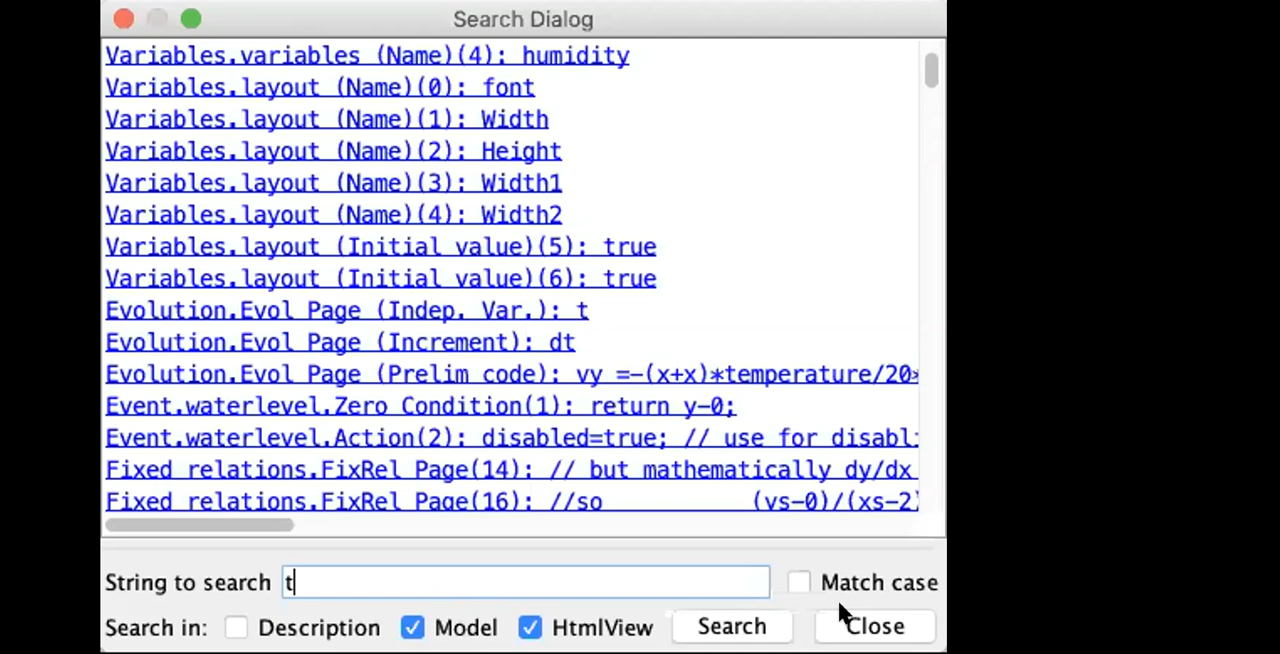 Search Dialog
Variables.variables (Name)(4): humidity
Variables.layout (Name)(0): font
Variables.layout (Name)(1): Width
Variables.layout (Name)(2): Height
Variables.layout (Name)(3): Width1
Variables.layout (Name)(4): Width2
Variables.layout (Initial value)(5): true
Variables.layout (Initial value)(6): true
Evolution.Evol Page (Indep. Var.): t
Evolution.Evol Page (Increment): dt
Evolution.Evol Page (Prelim code): vy =-(x+x)*temperature/20*
Event.waterlevel.Zero Condition(1): return y-0;
Event.waterlevel.Action(2): disabled=true; // use for disabl
Fixed relations.FixRel Page(14): // but mathematically dy/dx
Fixed relations.FixRel Page(16): //so (vs-0)/(xs-2)
String to search t Match case
Search in: Description Model HtmlView Search Close